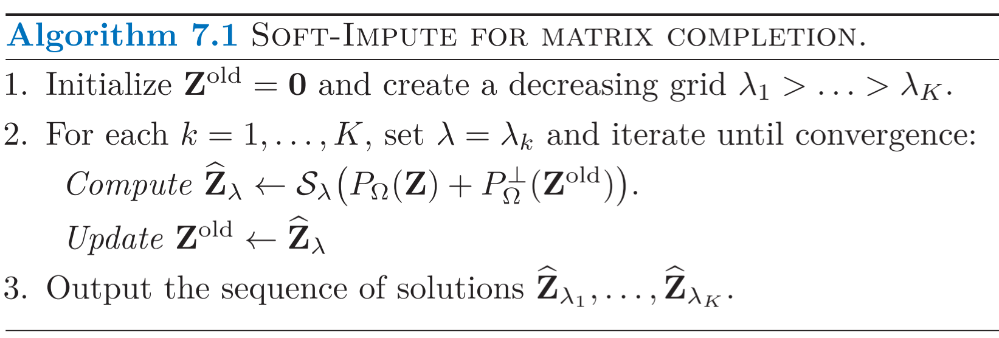 Algorithm 7.1 SOFT-IMPUTE FOR MATRIX COMPLETION.
1. Initialize $\mathbf{Z}^{\mathrm{old}} = \mathbf{0}$ and create a decreasing grid $\lambda_1 > \ldots > \lambda_K$.
2. For each $k = 1, \ldots, K$, set $\lambda = \lambda_k$ and iterate until convergence:
Compute $\widehat{\mathbf{Z}}_\lambda \leftarrow \mathcal{S}_\lambda\big(P_\Omega(\mathbf{Z}) + P_\Omega^\perp(\mathbf{Z}^{\mathrm{old}})\big)$.
Update $\mathbf{Z}^{\mathrm{old}} \leftarrow \widehat{\mathbf{Z}}_\lambda$
3. Output the sequence of solutions $\widehat{\mathbf{Z}}_{\lambda_1}, \ldots, \widehat{\mathbf{Z}}_{\lambda_K}$.